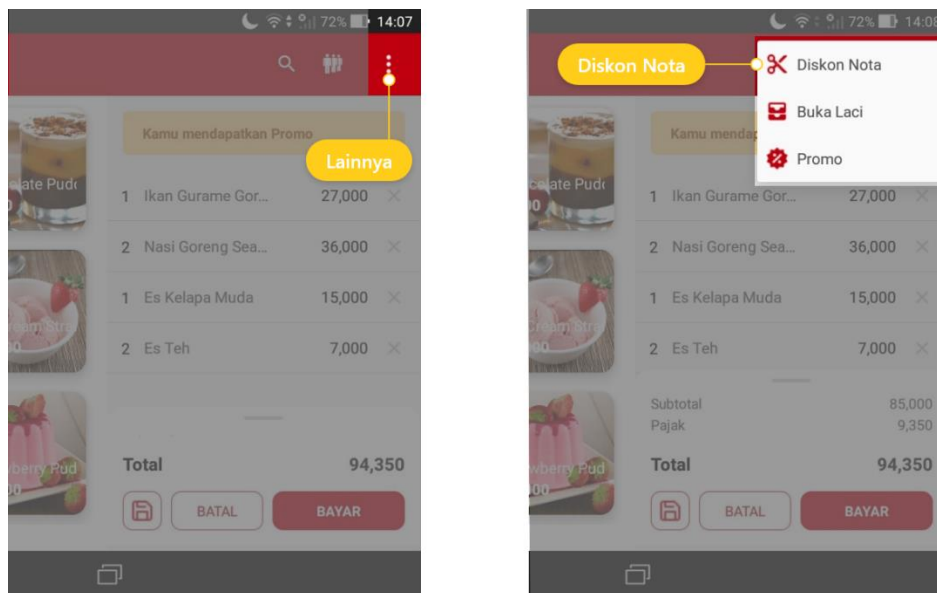 72% 14:07
Kamu mendapatkan Promo
Lainnya
1 Ikan Gurame Gor... 27,000
2 Nasi Goreng Sea... 36,000
1 Es Kelapa Muda 15,000
2 Es Teh 7,000
Total 94,350
BATAL BAYAR
72% 14:08
Diskon Nota
Diskon Nota
Buka Laci
Promo
Kamu
1 Ikan Gurame Gor... 27,000
2 Nasi Goreng Sea... 36,000
1 Es Kelapa Muda 15,000
2 Es Teh 7,000
Subtotal 85,000
Pajak 9,350
Total 94,350
BATAL BAYAR